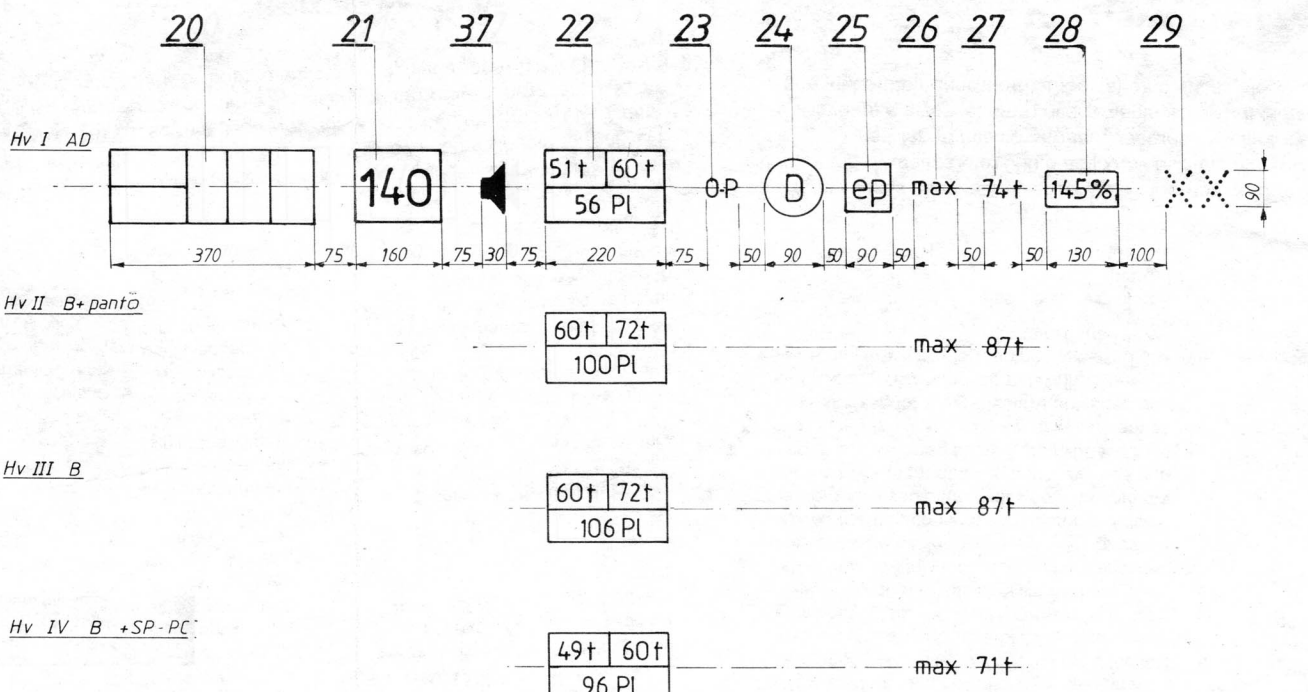 20 21 37 22 23 24 25 26 27 28 29
Hv I AD
140 51t 60t 56 Pl O-P D ep max 74t 145% XX 90
370 75 160 75 30 75 220 75 50 90 50 90 50 50 50 130 100
Hv II B+panto
60t 72t
100 Pl
max 87t
Hv III B
60t 72t
106 Pl
max 87t
Hv IV B +SP-PC
49t 60t
96 Pl
max 71t